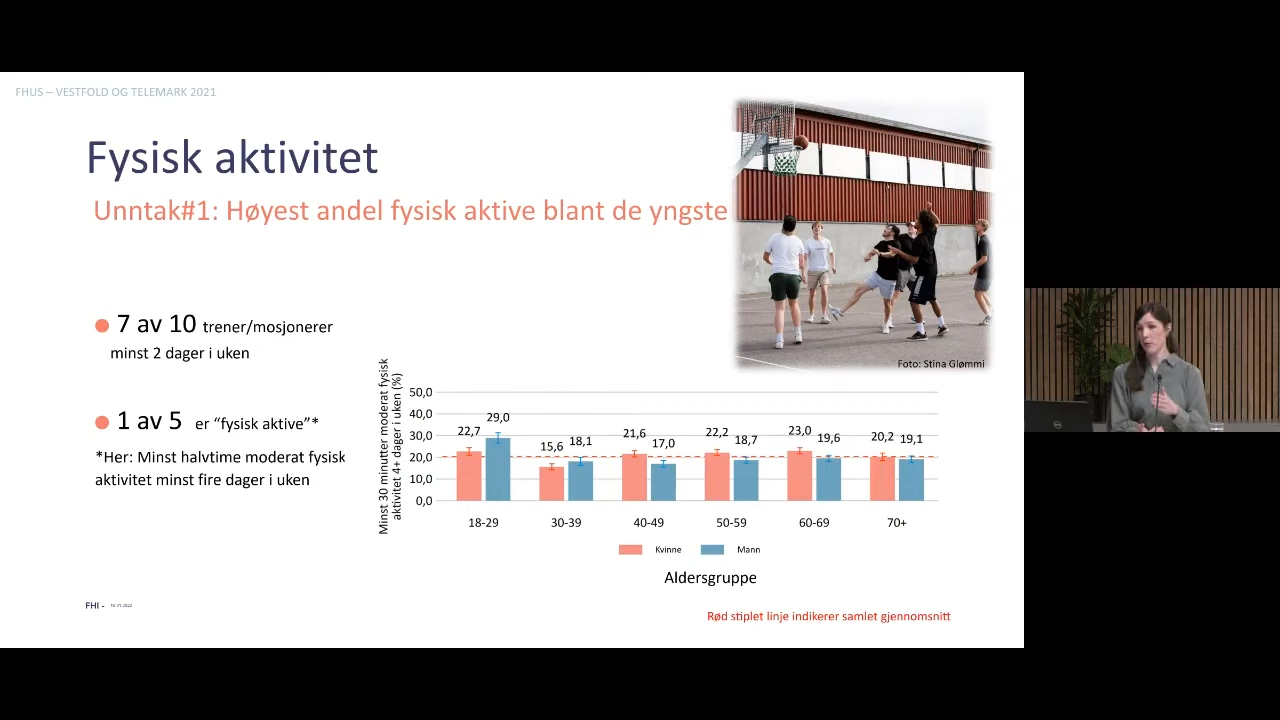 FHUS – VESTFOLD OG TELEMARK 2021
Fysisk aktivitet
Unntak#1: Høyest andel fysisk aktive blant de yngste
7 av 10 trener/mosjonerer
minst 2 dager i uken
1 av 5 er “fysisk aktive”*
*Her: Minst halvtime moderat fysisk
aktivitet minst fire dager i uken
Foto: Stina Glømmi
Minst 30 minutter moderat fysisk
aktivitet 4+ dager i uken (%)
50,0
40,0
30,0
20,0
10,0
0,0
22,7 29,0 15,6 18,1 21,6 17,0 22,2 18,7 23,0 19,6 20,2 19,1
18-29 30-39 40-49 50-59 60-69 70+
Kvinne Mann
Aldersgruppe
FHI -
Rød stiplet linje indikerer samlet gjennomsnitt